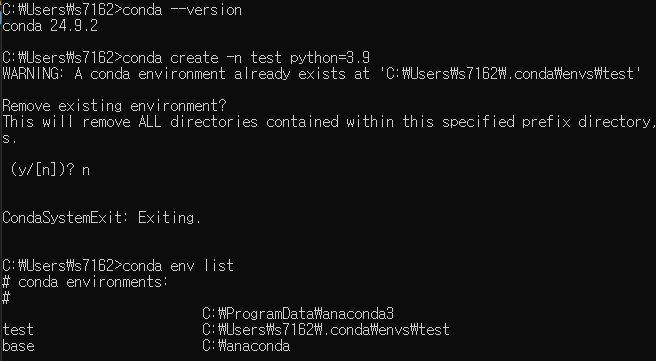 C:₩Users₩s7162>conda --version
conda 24.9.2
C:₩Users₩s7162>conda create -n test python=3.9
WARNING: A conda environment already exists at 'C:₩Users₩s7162₩.conda₩envs₩test'
Remove existing environment?
This will remove ALL directories contained within this specified prefix directory,
s.
(y/[n])? n
CondaSystemExit: Exiting.
C:₩Users₩s7162>conda env list
# conda environments:
#
C:₩ProgramData₩anaconda3
test C:₩Users₩s7162₩.conda₩envs₩test
base C:₩anaconda